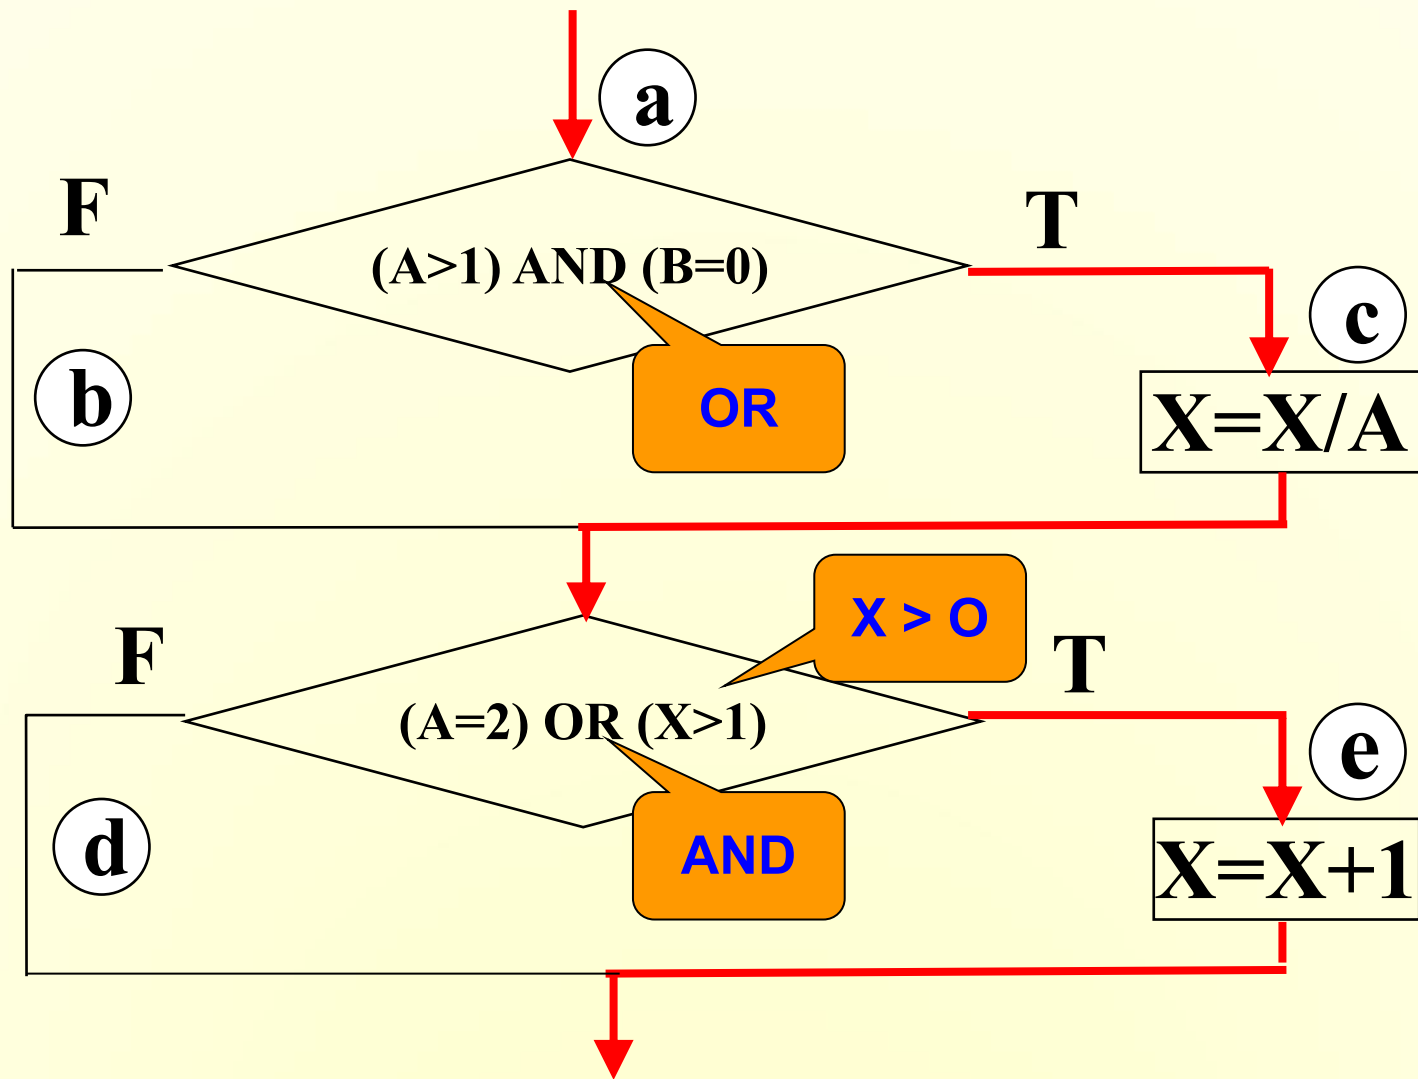 a
F
T
(A>1) AND (B=0)
c
b
OR
X=X/A
X > O
F
T
(A=2) OR (X>1)
e
d
AND
X=X+1